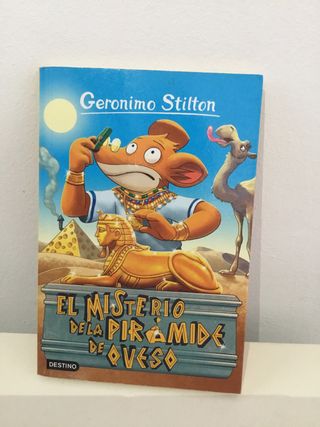 Geronimo Stilton
EL MISTERIO
DE LA PIRÁMIDE
DE QUESO
DESTINO